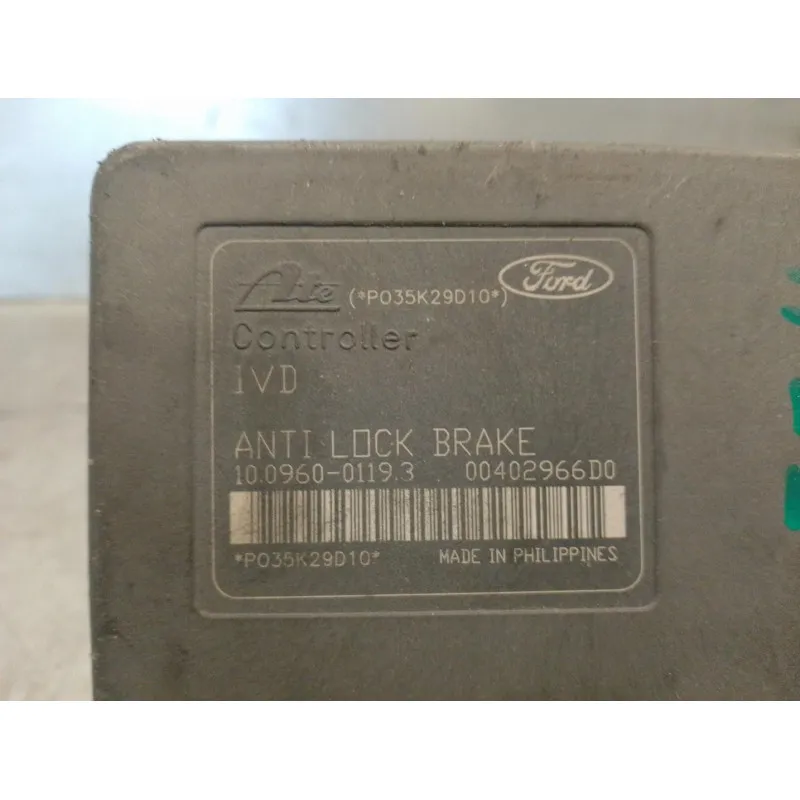 Ate (*P035K29D10*) Ford
Controller
IVD
ANTI LOCK BRAKE
10.0960-0119.3 00402966D0
*P035K29D10* MADE IN PHILIPPINES